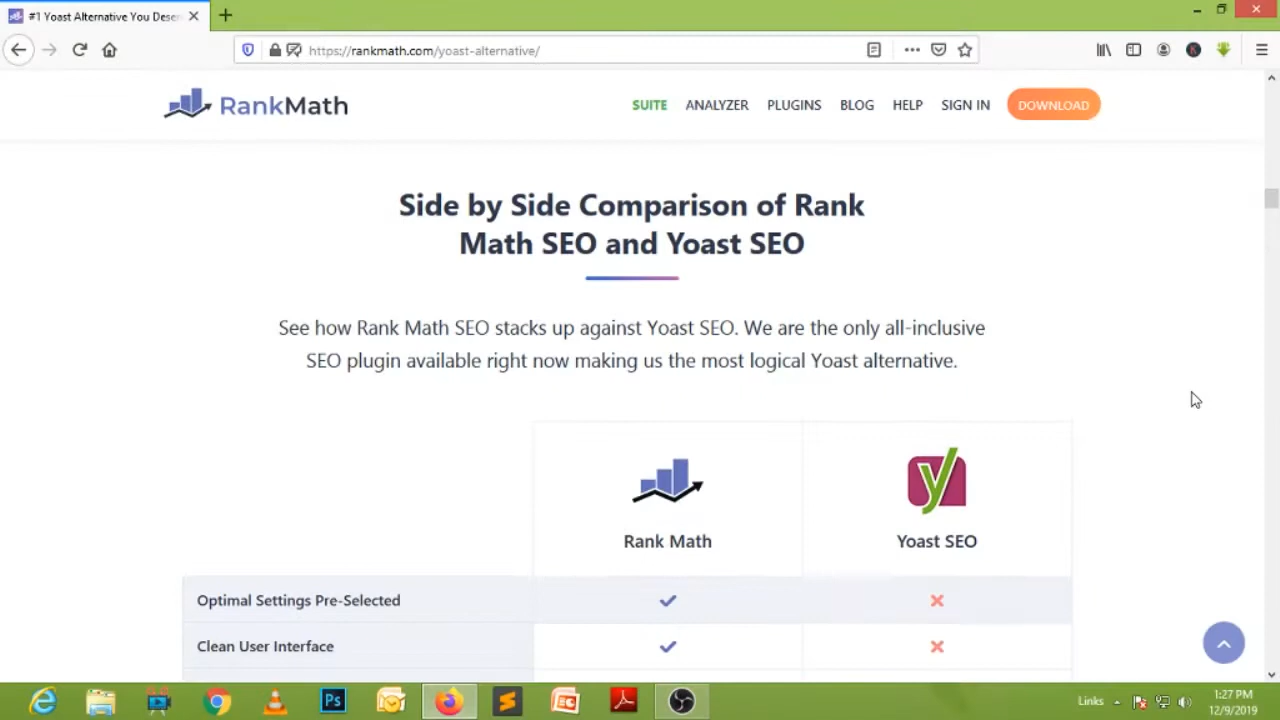 #1 Yoast Alternative You Deser
https://rankmath.com/yoast-alternative/
RankMath
SUITE
ANALYZER
PLUGINS
BLOG
HELP
SIGN IN
DOWNLOAD
Side by Side Comparison of Rank
Math SEO and Yoast SEO
See how Rank Math SEO stacks up against Yoast SEO. We are the only all-inclusive
SEO plugin available right now making us the most logical Yoast alternative.
Rank Math
Yoast SEO
Optimal Settings Pre-Selected
Clean User Interface
Ps
Links
1:27 PM
12/9/2019